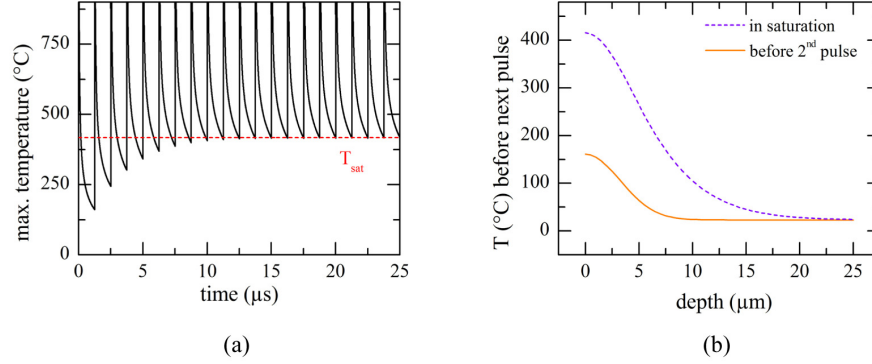 max. temperature (°C)
750
500
250
0
T_sat
0 5 10 15 20 25
time (µs)
(a)
T (°C) before next pulse
400
300
200
100
0
in saturation
before 2nd pulse
0 5 10 15 20 25
depth (µm)
(b)